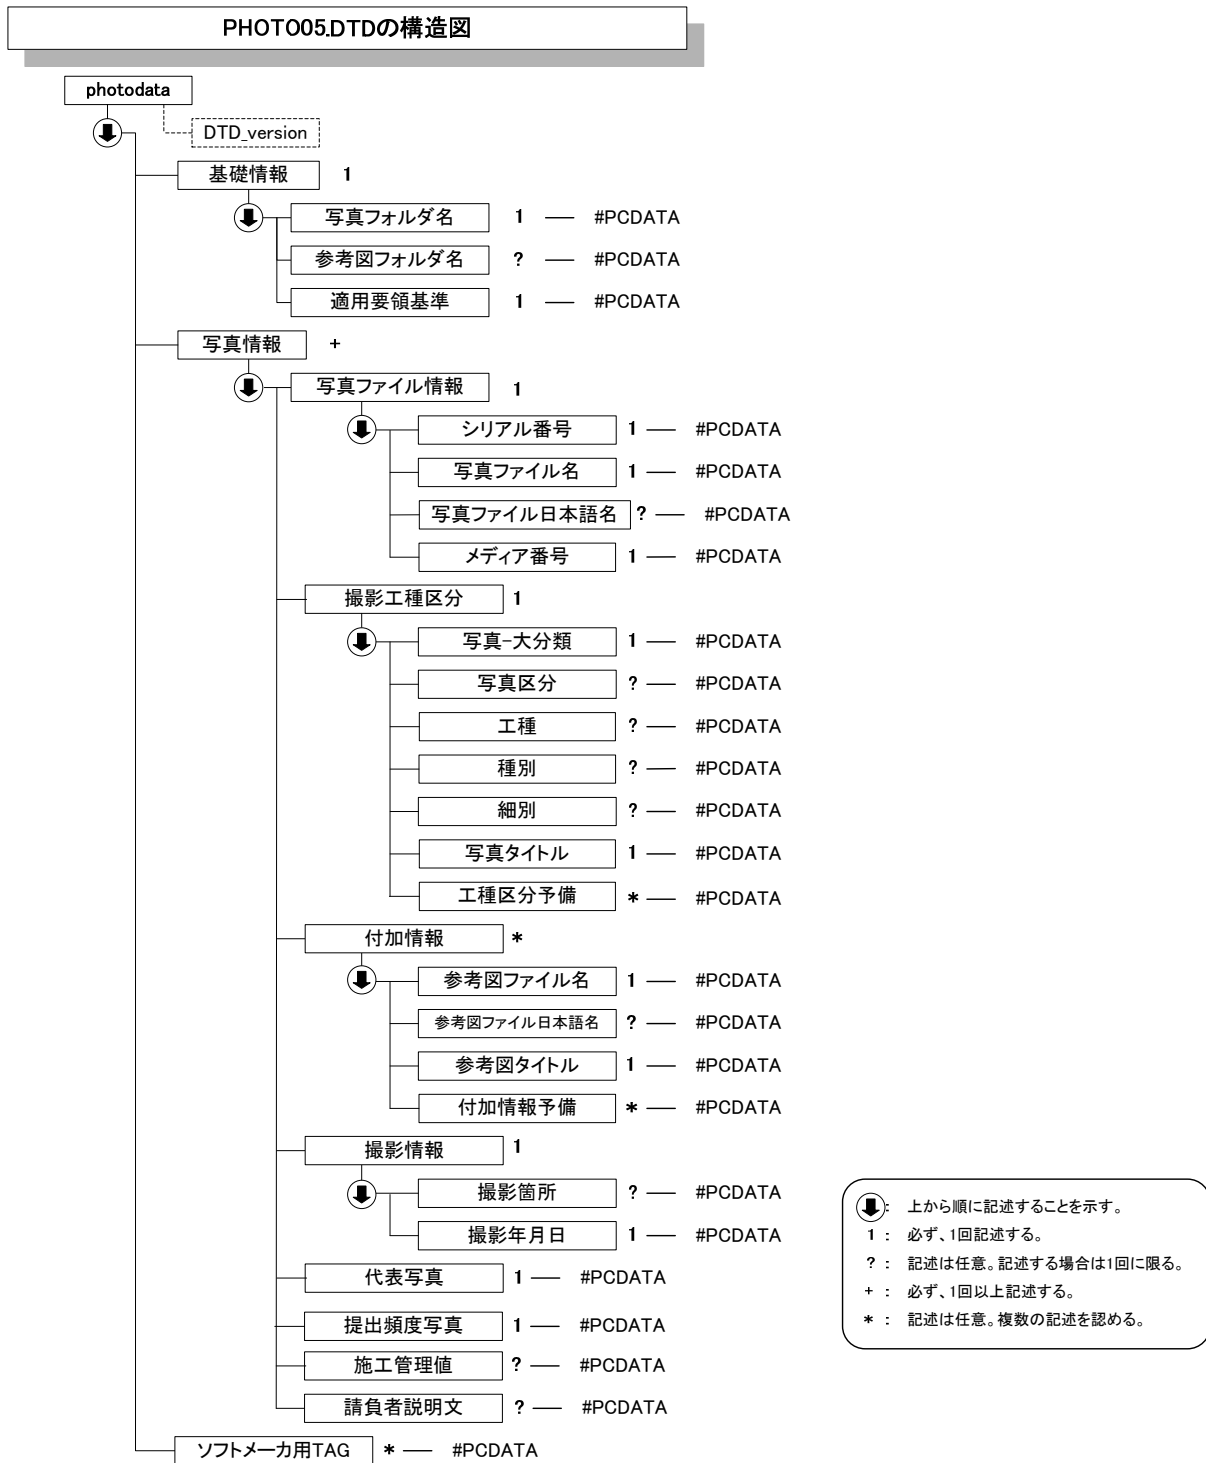 PHOTO05.DTDの構造図
photodata
DTD_version
基礎情報 1
写真フォルダ名 1 #PCDATA
参考図フォルダ名 ? #PCDATA
適用要領基準 1 #PCDATA
写真情報 +
写真ファイル情報 1
シリアル番号 1 #PCDATA
写真ファイル名 1 #PCDATA
写真ファイル日本語名 ? #PCDATA
メディア番号 1 #PCDATA
撮影工種区分 1
写真-大分類 1 #PCDATA
写真区分 ? #PCDATA
工種 ? #PCDATA
種別 ? #PCDATA
細別 ? #PCDATA
写真タイトル 1 #PCDATA
工種区分予備 * #PCDATA
付加情報 *
参考図ファイル名 1 #PCDATA
参考図ファイル日本語名 ? #PCDATA
参考図タイトル 1 #PCDATA
付加情報予備 * #PCDATA
撮影情報 1
撮影箇所 ? #PCDATA
撮影年月日 1 #PCDATA
代表写真 1 #PCDATA
提出頻度写真 1 #PCDATA
施工管理値 ? #PCDATA
請負者説明文 ? #PCDATA
ソフトメーカ用TAG * #PCDATA
: 上から順に記述することを示す。
1 : 必ず、1回記述する。
? : 記述は任意。記述する場合は1回に限る。
+ : 必ず、1回以上記述する。
* : 記述は任意。複数の記述を認める。